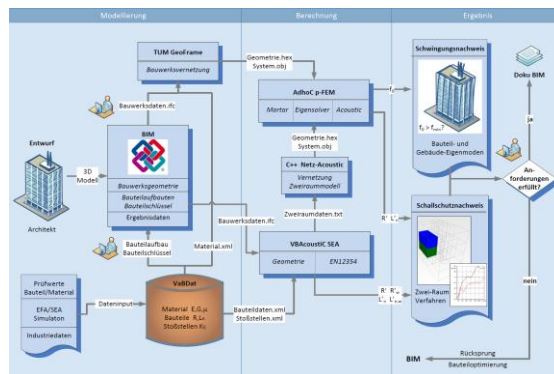 Modellierung
Berechnung
Ergebnis
TUM GeoFrame
Bauwerksvernetzung
Geometrie.hex
System.obj
AdhoC p-FEM
Mortar
Eigensolver
Acoustic
Schwingungsnachweis
Bauteil- und
Gebäude-Eigenmoden
Doku BIM
ja
An-
forderungen
erfüllt?
nein
Entwurf
Architekt
3D
Modell
Bauwerksdaten.ifc
BIM
Bauwerksgeometrie
Bauteilaufbauten
Bauteilschlüssel
Ergebnisdaten
Geometrie.hex
System.obj
C++ Netz-Acoustic
Vernetzung
Zweiraummodell
Zweiraumdaten.txt
Bauwerksdaten.ifc
VBAcoustiC SEA
Geometrie
EN12354
Schallschutznachweis
Zwei-Raum
Verfahren
Bauteilaufbau
Bauteilschlüssel
Material.xml
Prüfwerte
Bauteil/Material
EFA/SEA
Simulaton
Industriedaten
Dateninput
VaBDat
Material
Bauteile
Stoßstellen
Bauteildaten.xml
Stoßstellen.xml
BIM
Rücksprung
Bauteiloptimierung